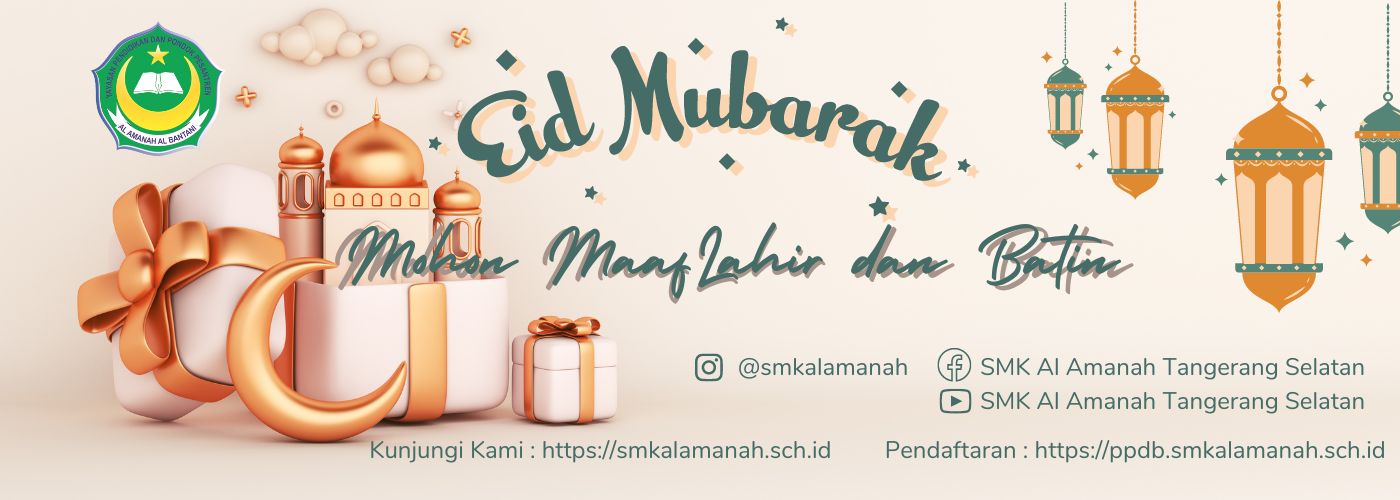 YAYASAN PENDIDIKAN DAN PONDOK PESANTREN
AL AMANAH AL BANTANI
Eid Mubarak
Mohon Maaf Lahir dan Batin
@smkalamanah
SMK Al Amanah Tangerang Selatan
SMK Al Amanah Tangerang Selatan
Kunjungi Kami : https://smkalamanah.sch.id
Pendaftaran : https://ppdb.smkalamanah.sch.id